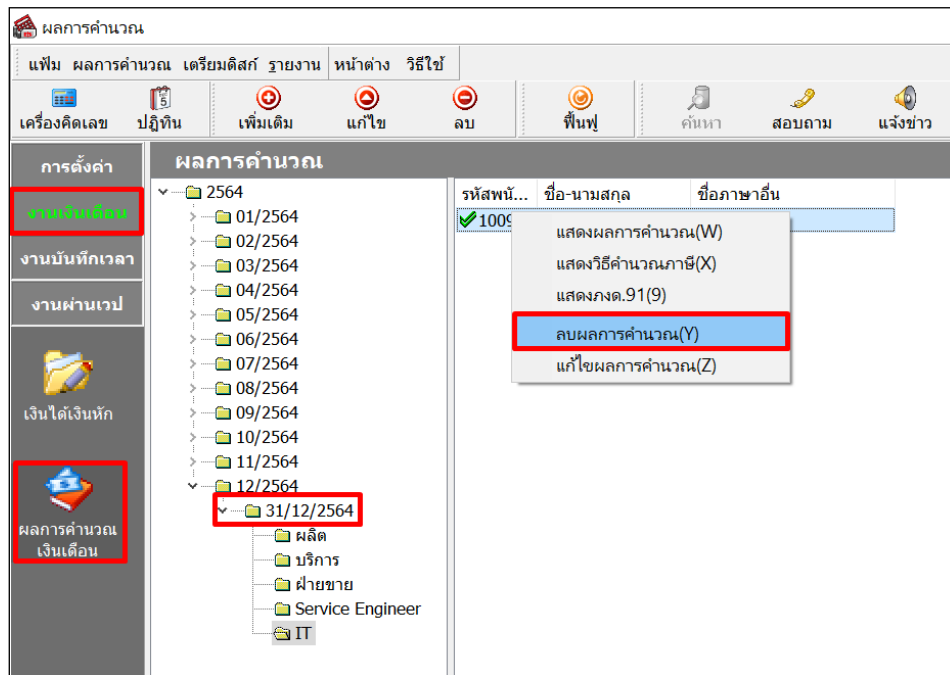 ผลการคำนวณ
แฟ้ม ผลการคำนวณ เตรียมดิสก์ รายงาน หน้าต่าง วิธีใช้
เครื่องคิดเลข ปฏิทิน เพิ่มเติม แก้ไข ลบ ฟื้นฟู ค้นหา สอบถาม แจ้งข่าว
การตั้งค่า
งานเงินเดือน
งานบันทึกเวลา
งานผ่านเวป
เงินได้เงินหัก
ผลการคำนวณ
เงินเดือน
ผลการคำนวณ
2564
01/2564
02/2564
03/2564
04/2564
05/2564
06/2564
07/2564
08/2564
09/2564
10/2564
11/2564
12/2564
31/12/2564
ผลิต
บริการ
ฝ่ายขาย
Service Engineer
IT
รหัสพนั... ชื่อ-นามสกุล ชื่อภาษาอื่น
1009
แสดงผลการคำนวณ(W)
แสดงวิธีคำนวณภาษี(X)
แสดงภงด.91(9)
ลบผลการคำนวณ(Y)
แก้ไขผลการคำนวณ(Z)